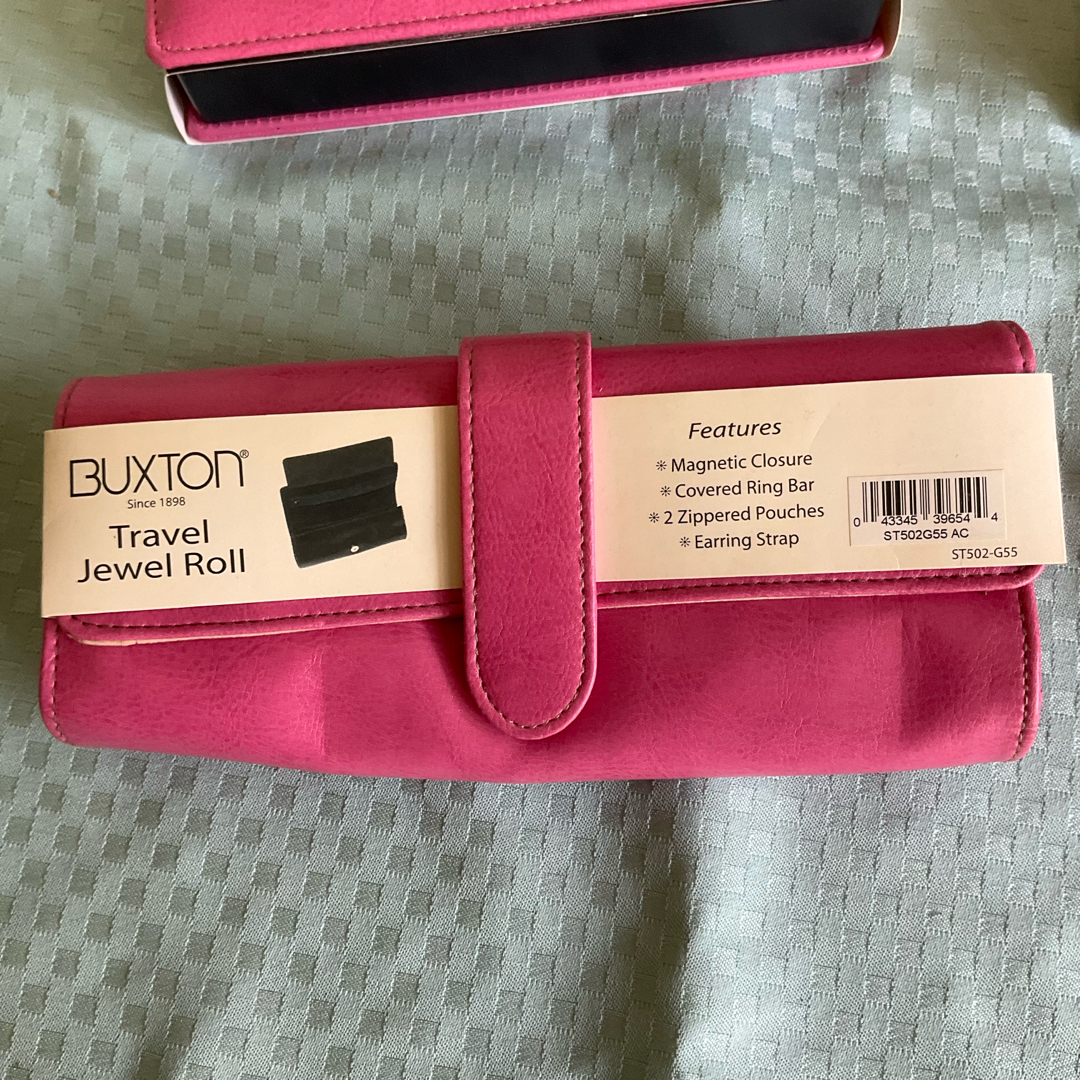 BUXTON®
Since 1898
Travel
Jewel Roll
Features
✳ Magnetic Closure
✳ Covered Ring Bar
✳ 2 Zippered Pouches
✳ Earring Strap
0 43345 39654 4
ST502G55 AC
ST502-G55